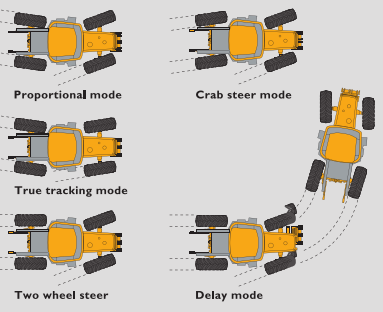 Proportional mode
Crab steer mode
True tracking mode
Two wheel steer
Delay mode